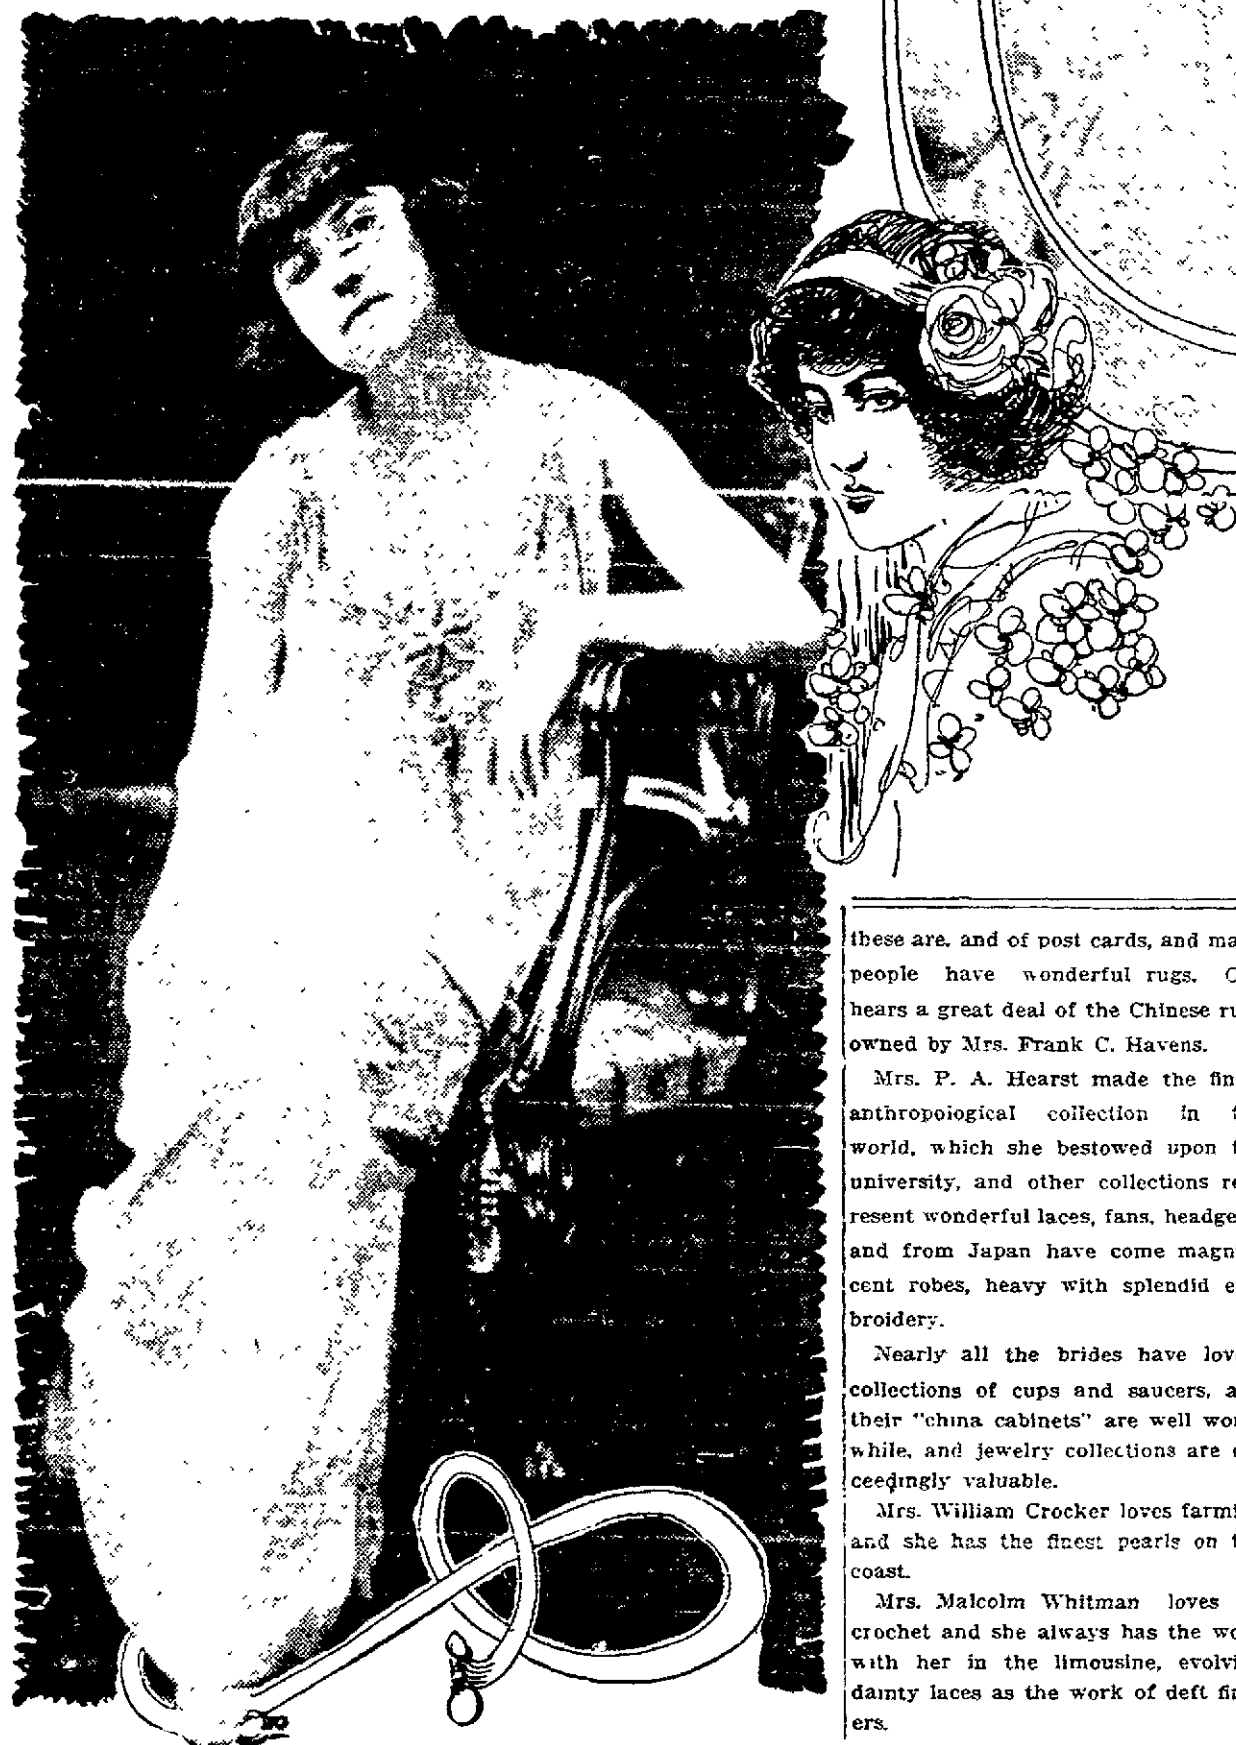 these are, and of post cards, and ma
people have wonderful rugs. O
hears a great deal of the Chinese ru
owned by Mrs. Frank C. Havens.
Mrs. P. A. Hearst made the fin
anthropological collection in t
world, which she bestowed upon t
university, and other collections re
resent wonderful laces, fans, headge
and from Japan have come magn
cent robes, heavy with splendid e
broidery.
Nearly all the brides have lov
collections of cups and saucers, a
their "china cabinets" are well wor
while, and jewelry collections are e
ceedingly valuable.
Mrs. William Crocker loves farmi
and she has the finest pearls on t
coast.
Mrs. Malcolm Whitman loves
crochet and she always has the wo
with her in the limousine, evolvi
dainty laces as the work of deft fin
ers.